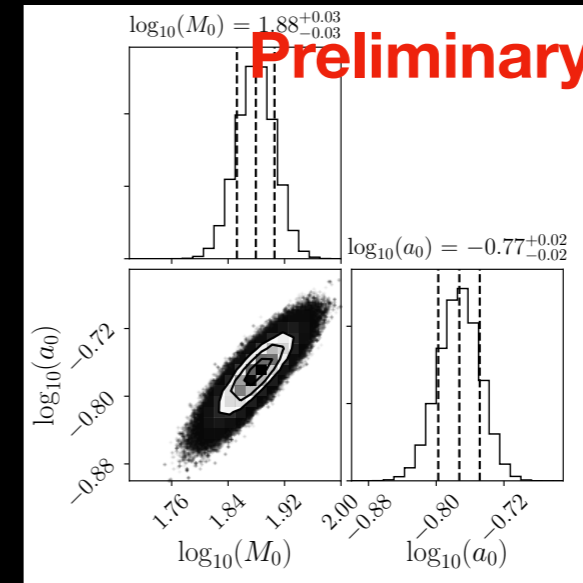 log₁₀(M₀) = 1.88⁺⁰·⁰³₋₀.₀₃
Preliminary
log₁₀(a₀) = −0.77⁺⁰·⁰²₋₀.₀₂
log₁₀(a₀)
−0.72
−0.80
−0.88
1.76
1.84
1.92
2.00
log₁₀(M₀)
−0.88
−0.80
−0.72
log₁₀(a₀)